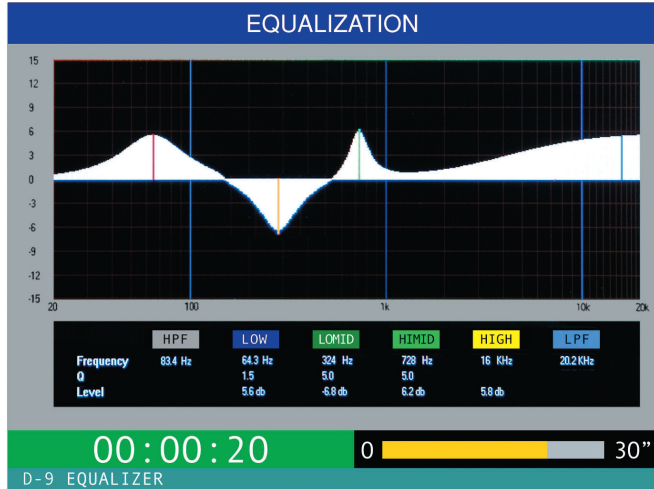 EQUALIZATION
15
12
9
6
3
0
-3
-6
-9
-12
-15
20 100 1k 10k 20k
HPF LOW LOMID HIMID HIGH LPF
Frequency 83.4 Hz 64.3 Hz 324 Hz 728 Hz 16 KHz 20.2 KHz
Q 1.5 5.0 5.0
Level 5.6 db -6.8 db 6.2 db 5.8 db
00:00:20 0 30”
D-9 EQUALIZER